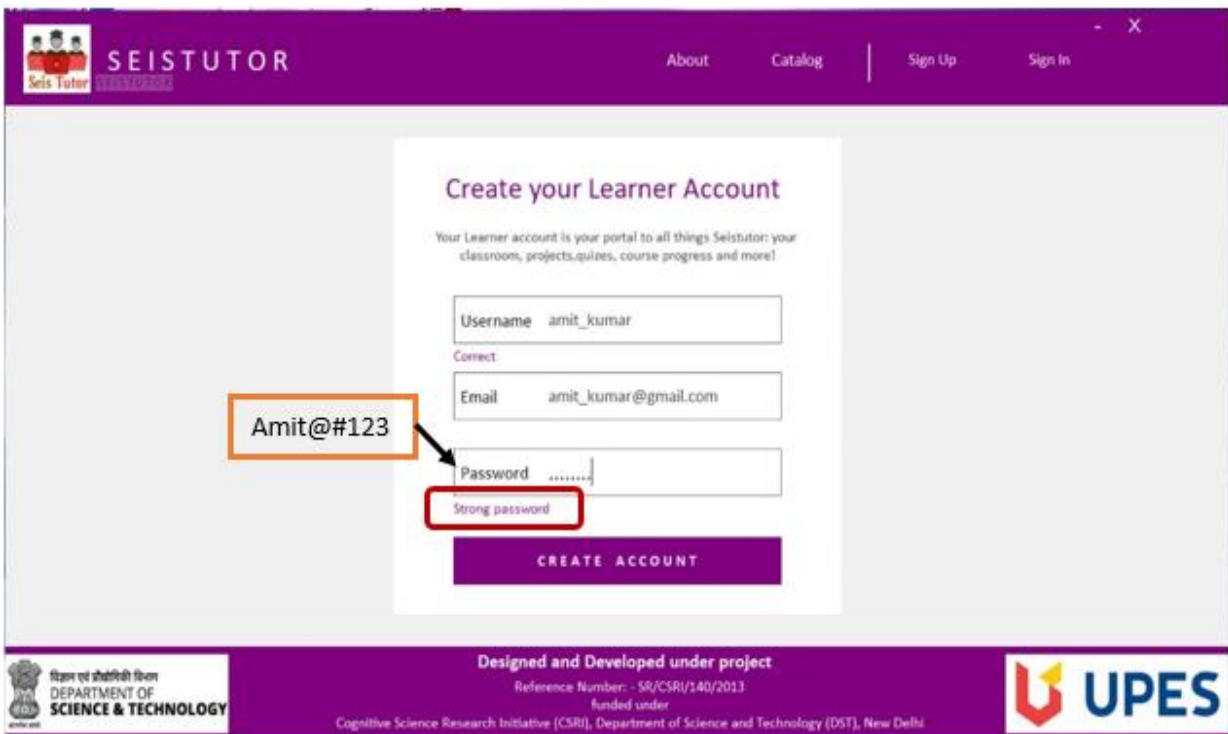 - X
SEISTUTOR
Seis Tutor
SEISTUTOR
About Catalog Sign Up Sign In
Create your Learner Account
Your Learner account is your portal to all things Seistutor: your
classroom, projects,quizes, course progress and more!
Username amit_kumar
Correct
Email amit_kumar@gmail.com
Amit@#123
Password ........
Strong password
CREATE ACCOUNT
विज्ञान एवं प्रौद्योगिकी विभाग
DEPARTMENT OF
SCIENCE & TECHNOLOGY
Designed and Developed under project
Reference Number: - SR/CSRI/140/2013
funded under
Cognitive Science Research Initiative (CSRI), Department of Science and Technology (DST), New Delhi
UPES